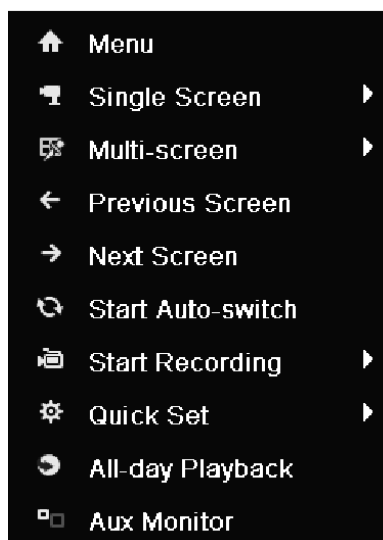 Menu
Single Screen
Multi-screen
Previous Screen
Next Screen
Start Auto-switch
Start Recording
Quick Set
All-day Playback
Aux Monitor